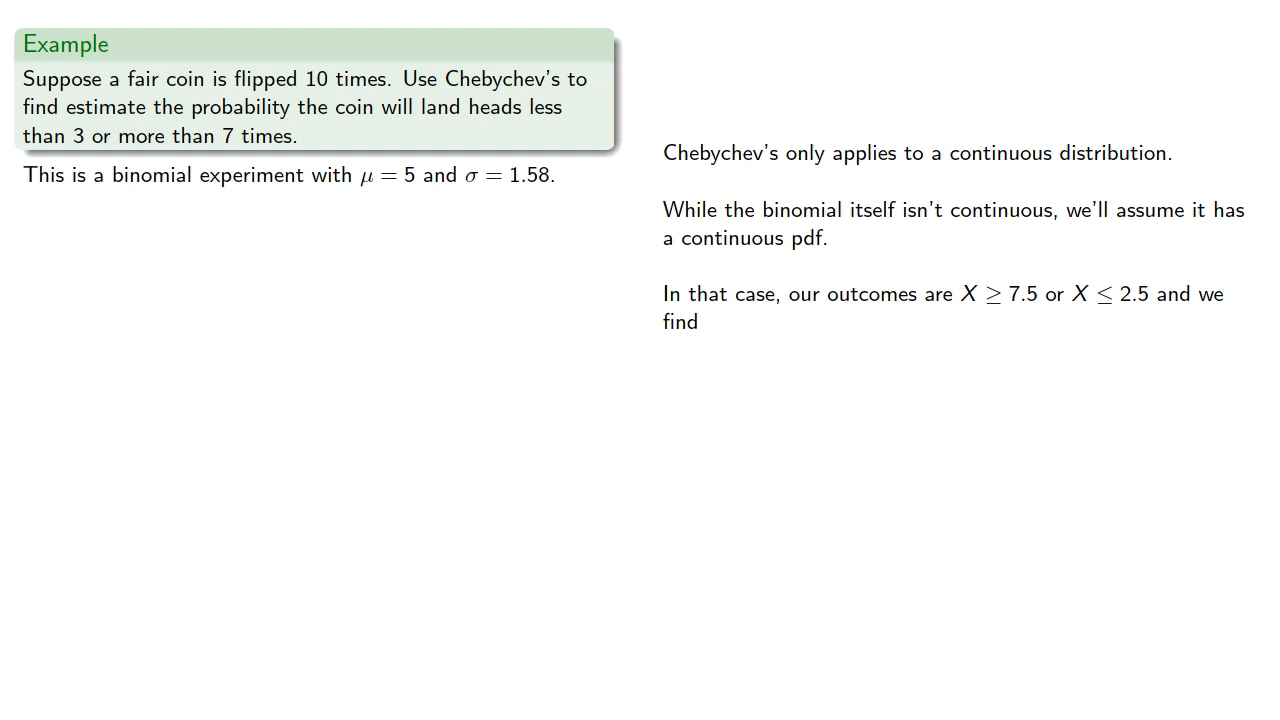 Example
Suppose a fair coin is flipped 10 times. Use Chebychev's to
find estimate the probability the coin will land heads less
than 3 or more than 7 times.
This is a binomial experiment with μ = 5 and σ = 1.58.
Chebychev's only applies to a continuous distribution.
While the binomial itself isn't continuous, we'll assume it has
a continuous pdf.
In that case, our outcomes are X ≥ 7.5 or X ≤ 2.5 and we
find